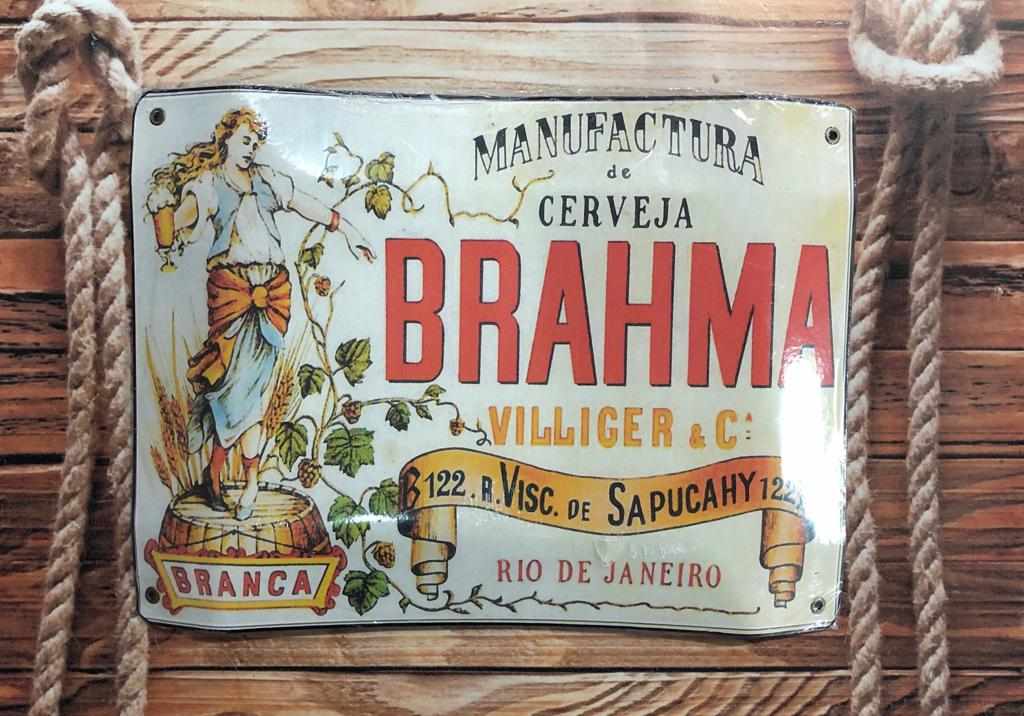 MANUFACTURA
de
CERVEJA
BRAHMA
VILLIGER & Cª
B 122. R. VISC. DE SAPUCAHY 122
RIO DE JANEIRO
BRANCA